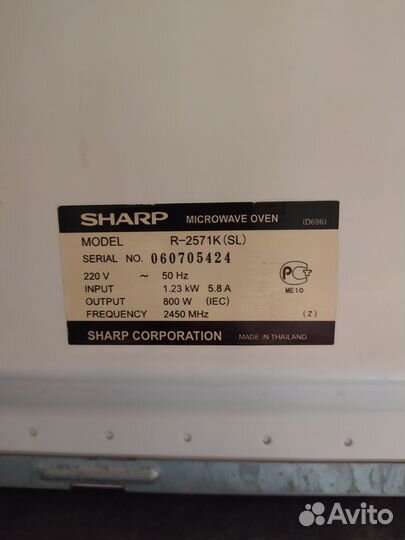 SHARP MICROWAVE OVEN (D696)
MODEL R-2571K(SL)
SERIAL NO. 060705424
220 V ~ 50 Hz
INPUT 1.23 kW 5.8 A
OUTPUT 800 W (IEC)
FREQUENCY 2450 MHz (Z)
РС
ME10
SHARP CORPORATION MADE IN THAILAND
Avito